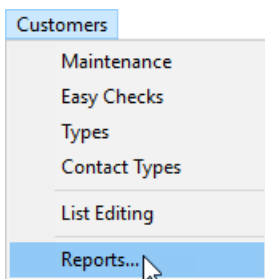 Customers
Maintenance
Easy Checks
Types
Contact Types
List Editing
Reports...